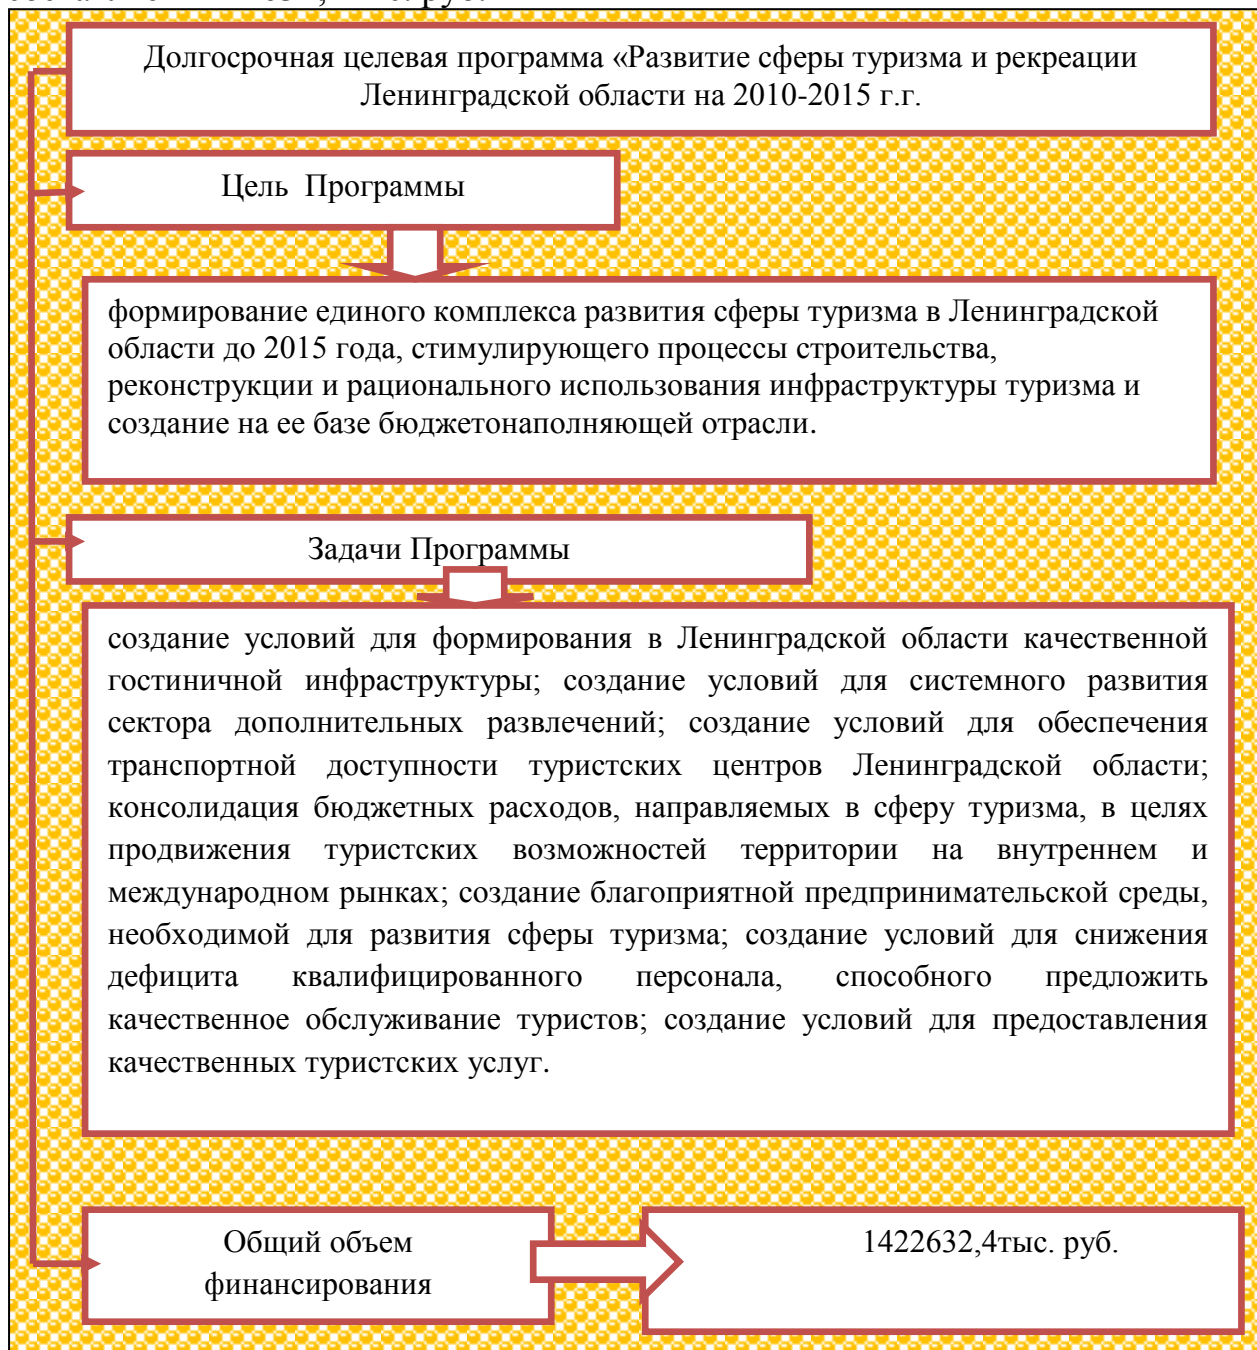 Долгосрочная целевая программа «Развитие сферы туризма и рекреации
Ленинградской области на 2010-2015 г.г.
Цель Программы
формирование единого комплекса развития сферы туризма в Ленинградской
области до 2015 года, стимулирующего процессы строительства,
реконструкции и рационального использования инфраструктуры туризма и
создание на ее базе бюджетонаполняющей отрасли.
Задачи Программы
создание условий для формирования в Ленинградской области качественной
гостиничной инфраструктуры; создание условий для системного развития
сектора дополнительных развлечений; создание условий для обеспечения
транспортной доступности туристских центров Ленинградской области;
консолидация бюджетных расходов, направляемых в сферу туризма, в целях
продвижения туристских возможностей территории на внутреннем и
международном рынках; создание благоприятной предпринимательской среды,
необходимой для развития сферы туризма; создание условий для снижения
дефицита квалифицированного персонала, способного предложить
качественное обслуживание туристов; создание условий для предоставления
качественных туристских услуг.
Общий объем
финансирования
1422632,4тыс. руб.